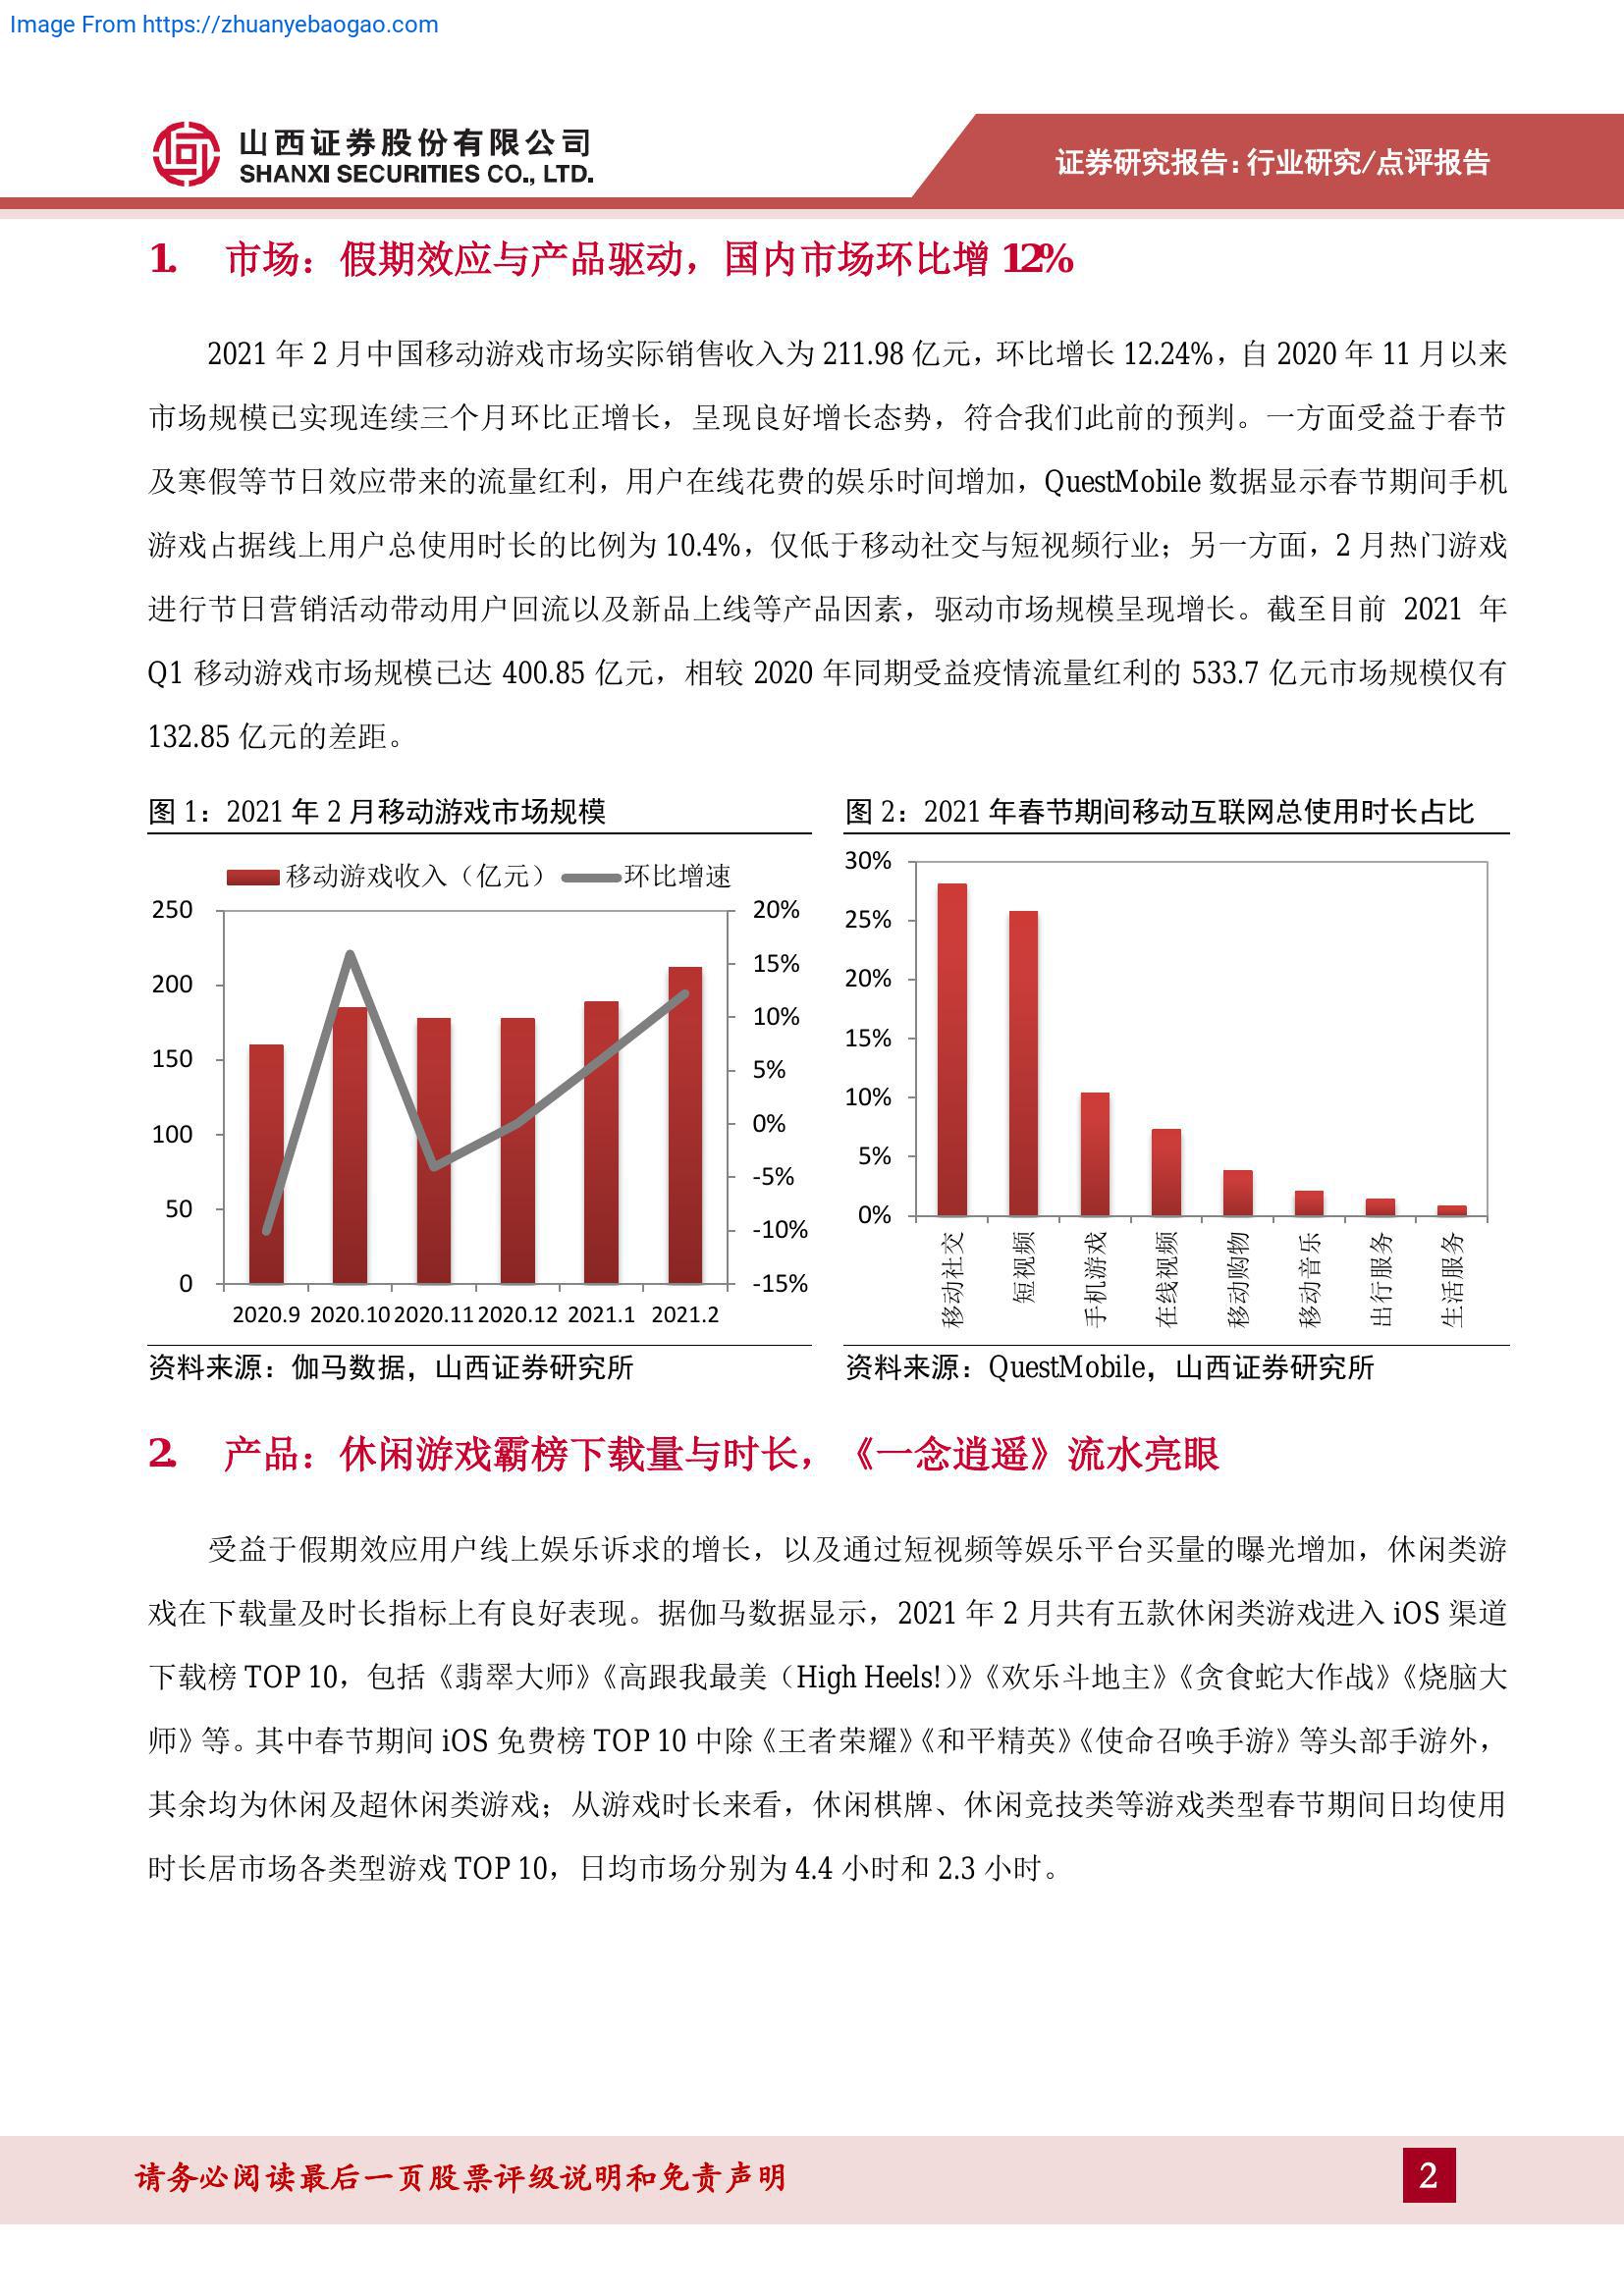 Image From https://zhuanyebaogao.com
山西证券股份有限公司
SHANXI SECURITIES CO., LTD.
证券研究报告：行业研究/点评报告
1. 市场：假期效应与产品驱动，国内市场环比增 12%
2021 年 2 月中国移动游戏市场实际销售收入为 211.98 亿元，环比增长 12.24%，自 2020 年 11 月以来
市场规模已实现连续三个月环比正增长，呈现良好增长态势，符合我们此前的预判。一方面受益于春节
及寒假等节日效应带来的流量红利，用户在线花费的娱乐时间增加，QuestMobile 数据显示春节期间手机
游戏占据线上用户总使用时长的比例为 10.4%，仅低于移动社交与短视频行业；另一方面，2 月热门游戏
进行节日营销活动带动用户回流以及新品上线等产品因素，驱动市场规模呈现增长。截至目前 2021 年
Q1 移动游戏市场规模已达 400.85 亿元，相较 2020 年同期受益疫情流量红利的 533.7 亿元市场规模仅有
132.85 亿元的差距。
图 1：2021 年 2 月移动游戏市场规模
移动游戏收入（亿元） 环比增速
250
200
150
100
50
0
20%
15%
10%
5%
0%
-5%
-10%
-15%
2020.9 2020.10 2020.11 2020.12 2021.1 2021.2
资料来源：伽马数据，山西证券研究所
图 2：2021 年春节期间移动互联网总使用时长占比
30%
25%
20%
15%
10%
5%
0%
移动社交
短视频
手机游戏
在线视频
移动购物
移动音乐
出行服务
生活服务
资料来源：QuestMobile，山西证券研究所
2. 产品：休闲游戏霸榜下载量与时长，《一念逍遥》流水亮眼
受益于假期效应用户线上娱乐诉求的增长，以及通过短视频等娱乐平台买量的曝光增加，休闲类游
戏在下载量及时长指标上有良好表现。据伽马数据显示，2021 年 2 月共有五款休闲类游戏进入 iOS 渠道
下载榜 TOP 10，包括《翡翠大师》《高跟我最美（High Heels!）》《欢乐斗地主》《贪食蛇大作战》《烧脑大
师》等。其中春节期间 iOS 免费榜 TOP 10 中除《王者荣耀》《和平精英》《使命召唤手游》等头部手游外，
其余均为休闲及超休闲类游戏；从游戏时长来看，休闲棋牌、休闲竞技类等游戏类型春节期间日均使用
时长居市场各类型游戏 TOP 10，日均市场分别为 4.4 小时和 2.3 小时。
请务必阅读最后一页股票评级说明和免责声明
2